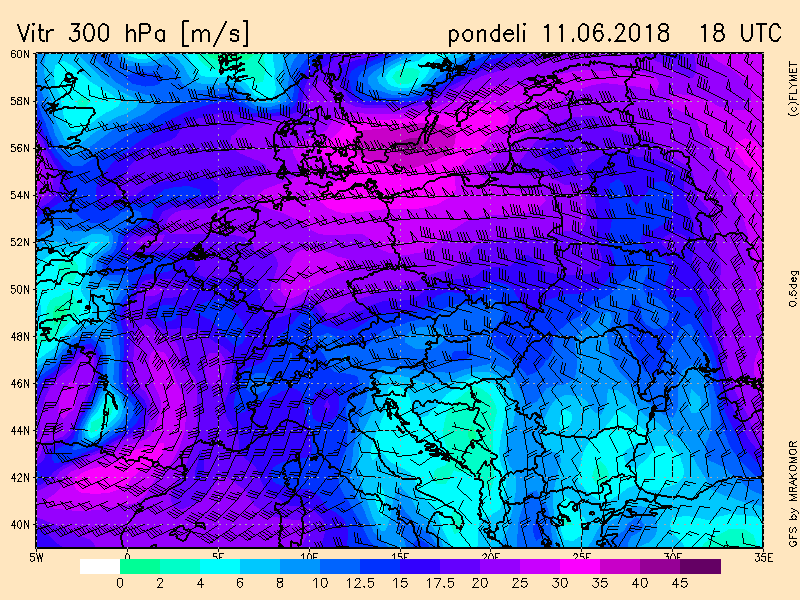 Vitr 300 hPa [m/s] pondeli 11.06.2018 18 UTC
60N
58N
56N
54N
52N
50N
48N
46N
44N
42N
40N
5W 0 5E 10E 15E 20E 25E 30E 35E
0 2 4 6 8 10 12.5 15 17.5 20 25 30 35 40 45
(c)FLYMET
0.5deg
GFS by MRAKOMOR